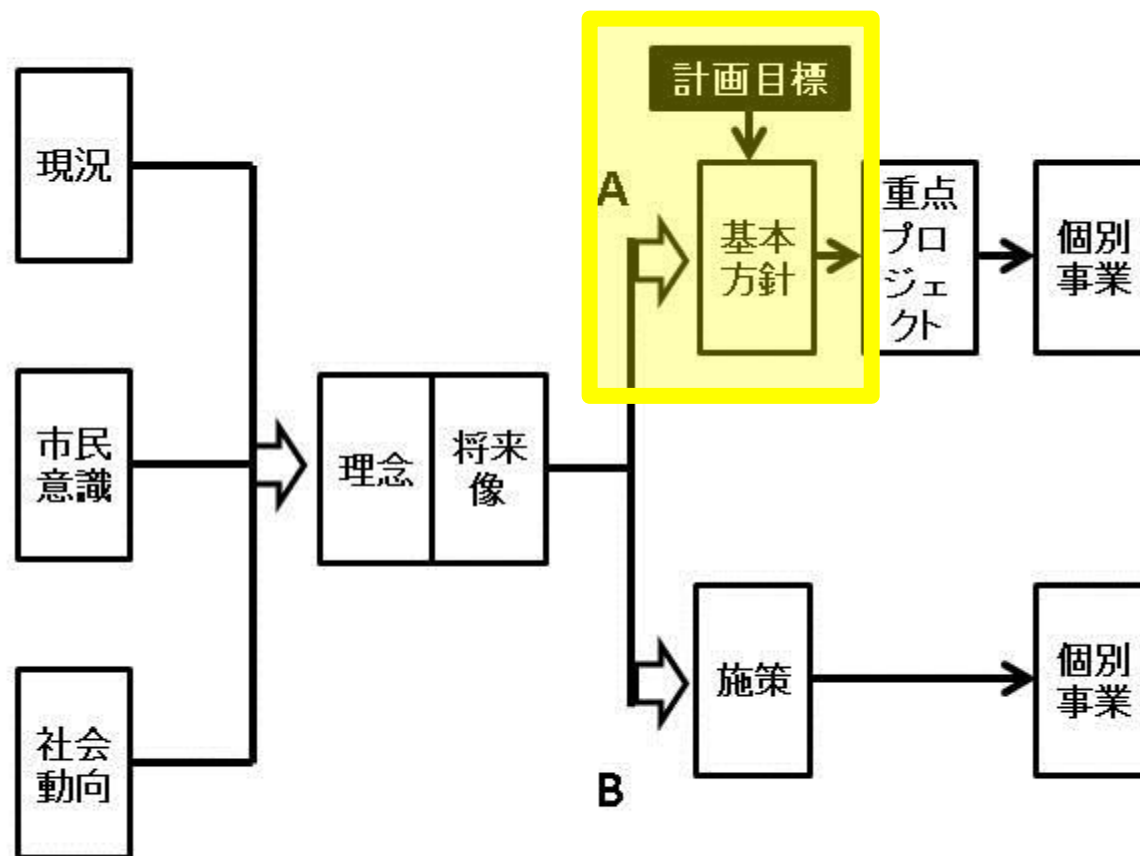 計画目標
現況
A
基本
方針
重点
プロ
ジェ
クト
個別
事業
市民
意識
理念
将来
像
施策
個別
事業
社会
動向
B